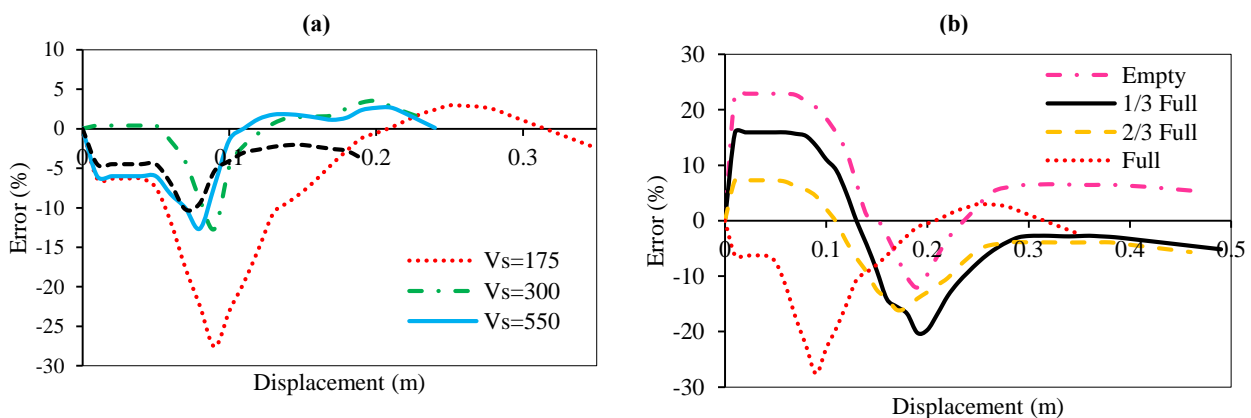 (a)
10
5
0
-5
-10
-15
-20
-25
-30
0
0.1
0.2
0.3
Error (%)
Displacement (m)
Vs=175
Vs=300
Vs=550
(b)
30
20
10
0
-10
-20
-30
0
0.1
0.2
0.3
0.4
0.5
Error (%)
Displacement (m)
Empty
1/3 Full
2/3 Full
Full